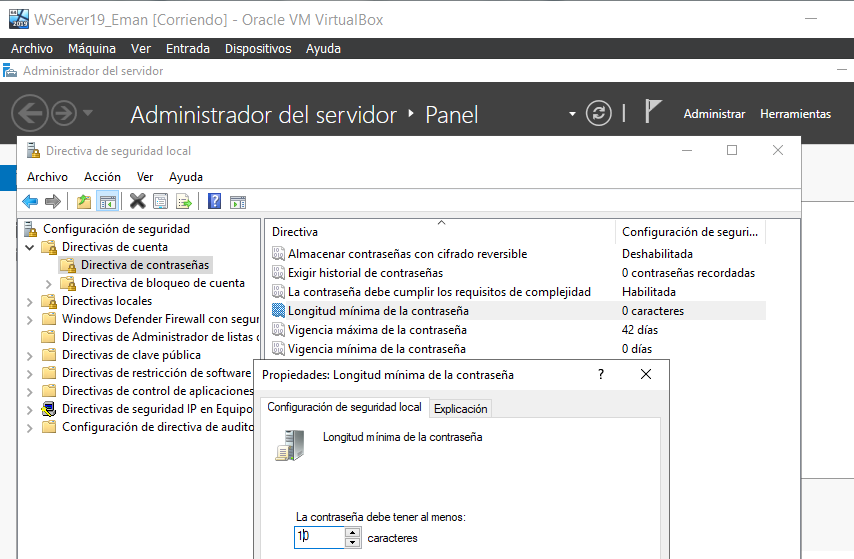 WServer19_Eman [Corriendo] - Oracle VM VirtualBox
Archivo Máquina Ver Entrada Dispositivos Ayuda
Administrador del servidor
Administrador del servidor Panel
Administrar Herramientas
Directiva de seguridad local
Archivo Acción Ver Ayuda
Configuración de seguridad
Directivas de cuenta
Directiva de contraseñas
Directiva de bloqueo de cuenta
Directivas locales
Windows Defender Firewall con segur
Directivas de Administrador de listas d
Directivas de clave pública
Directivas de restricción de software
Directivas de control de aplicaciones
Directivas de seguridad IP en Equipo
Configuración de directiva de audito
Directiva Configuración de seguri...
Almacenar contraseñas con cifrado reversible Deshabilitada
Exigir historial de contraseñas 0 contraseñas recordadas
La contraseña debe cumplir los requisitos de complejidad Habilitada
Longitud mínima de la contraseña 0 caracteres
Vigencia máxima de la contraseña 42 días
Vigencia mínima de la contraseña 0 días
Propiedades: Longitud mínima de la contraseña ?
Configuración de seguridad local Explicación
Longitud mínima de la contraseña
La contraseña debe tener al menos:
10 caracteres